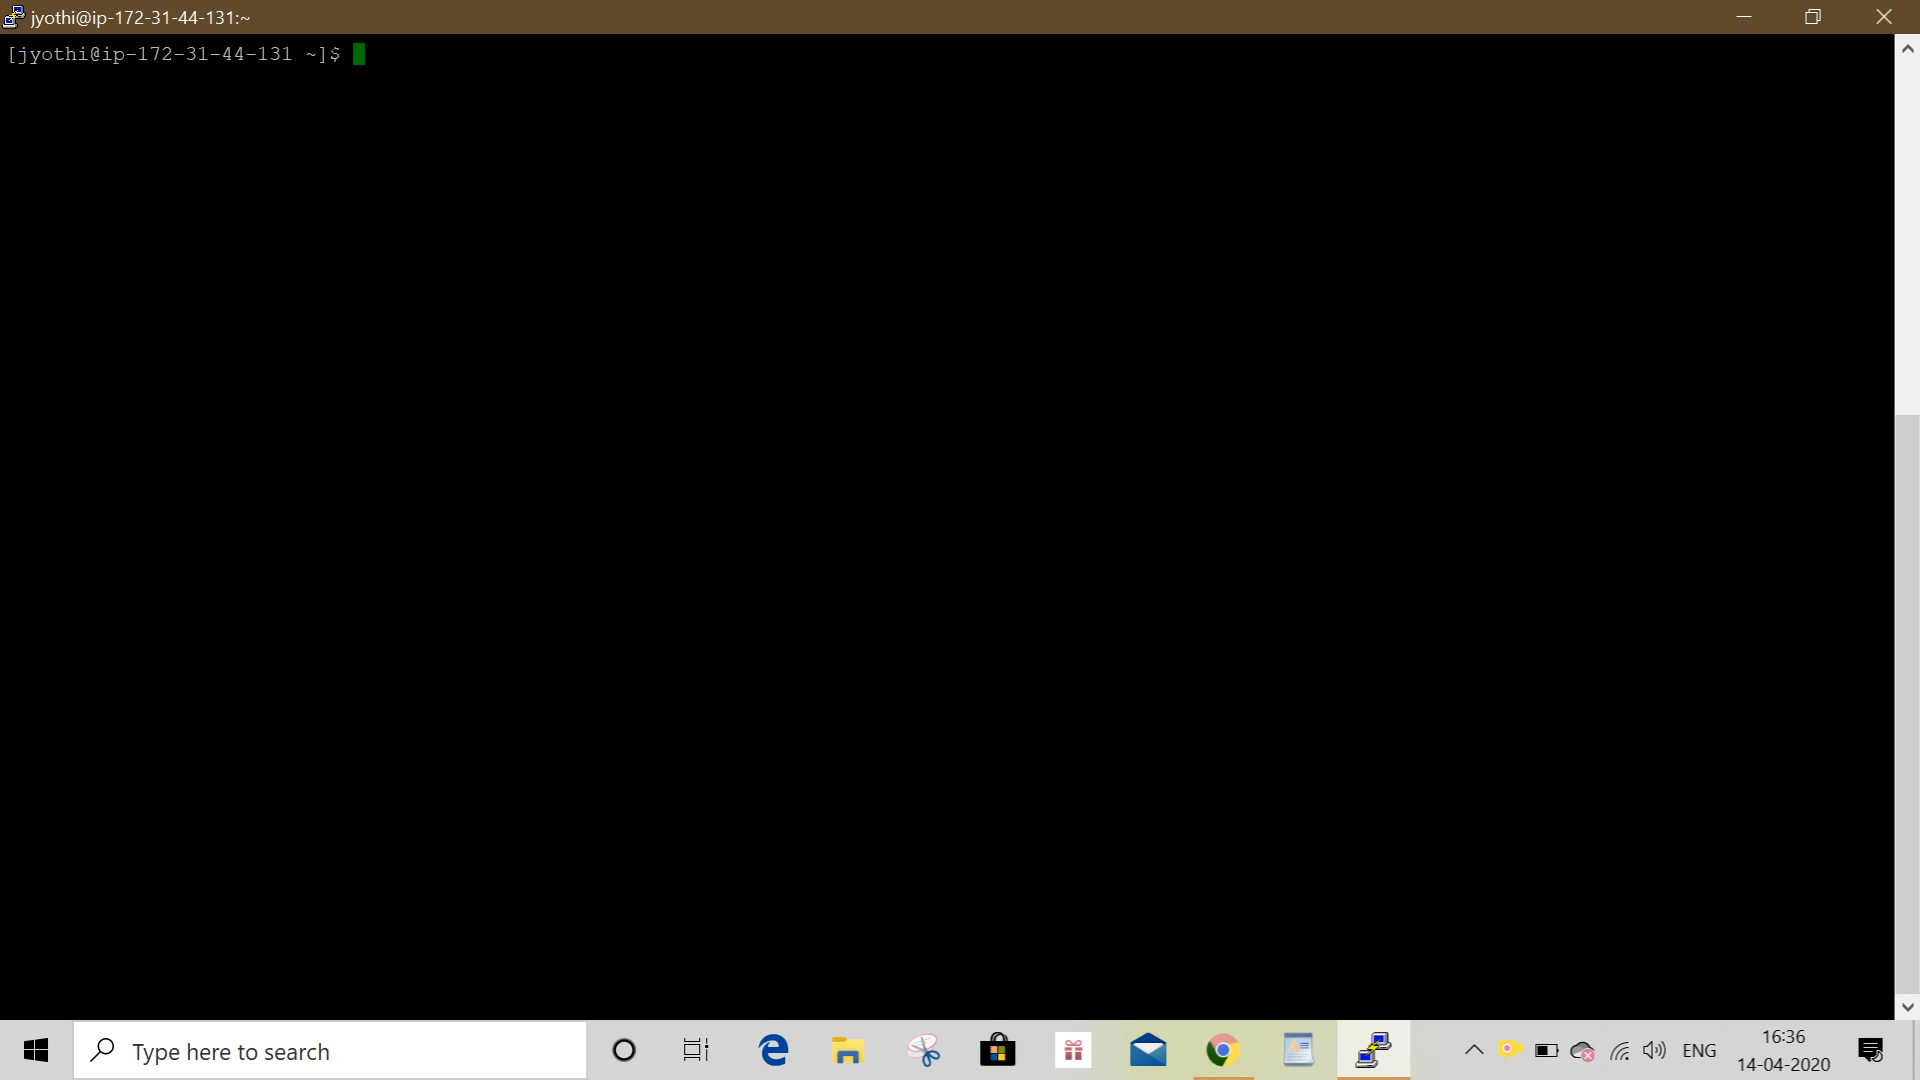 jyothi@ip-172-31-44-131:~
[jyothi@ip-172-31-44-131 ~]$
Type here to search
ENG
16:36
14-04-2020